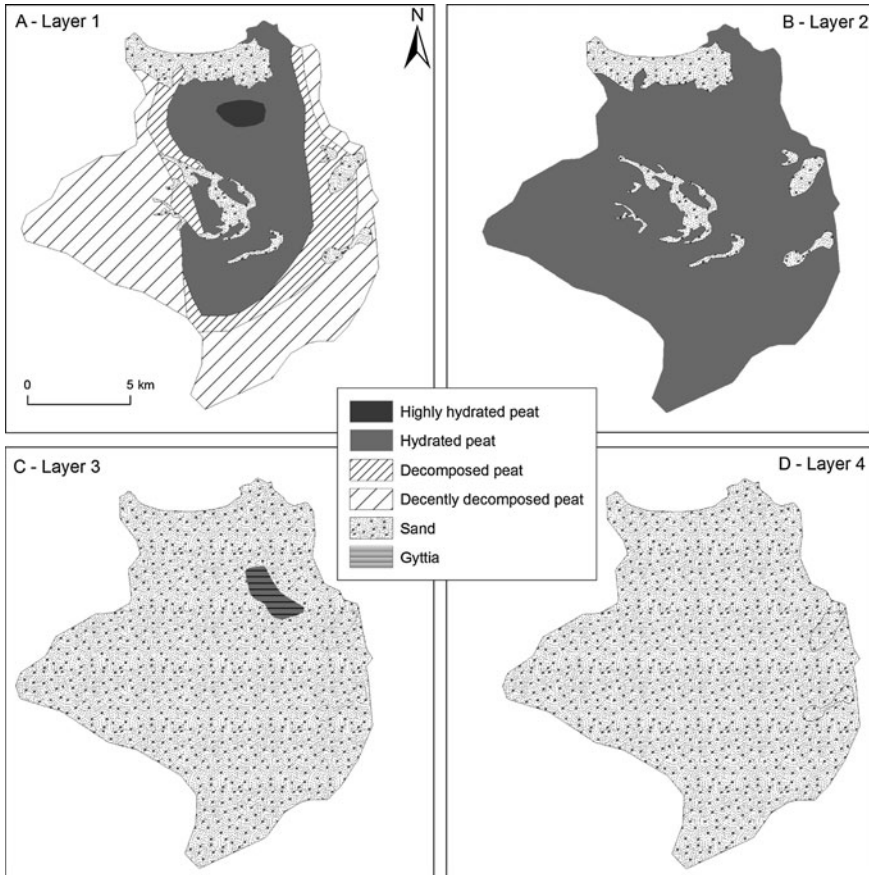 A - Layer 1
N
B - Layer 2
0 5 km
Highly hydrated peat
Hydrated peat
Decomposed peat
Decently decomposed peat
Sand
Gyttia
C - Layer 3
D - Layer 4